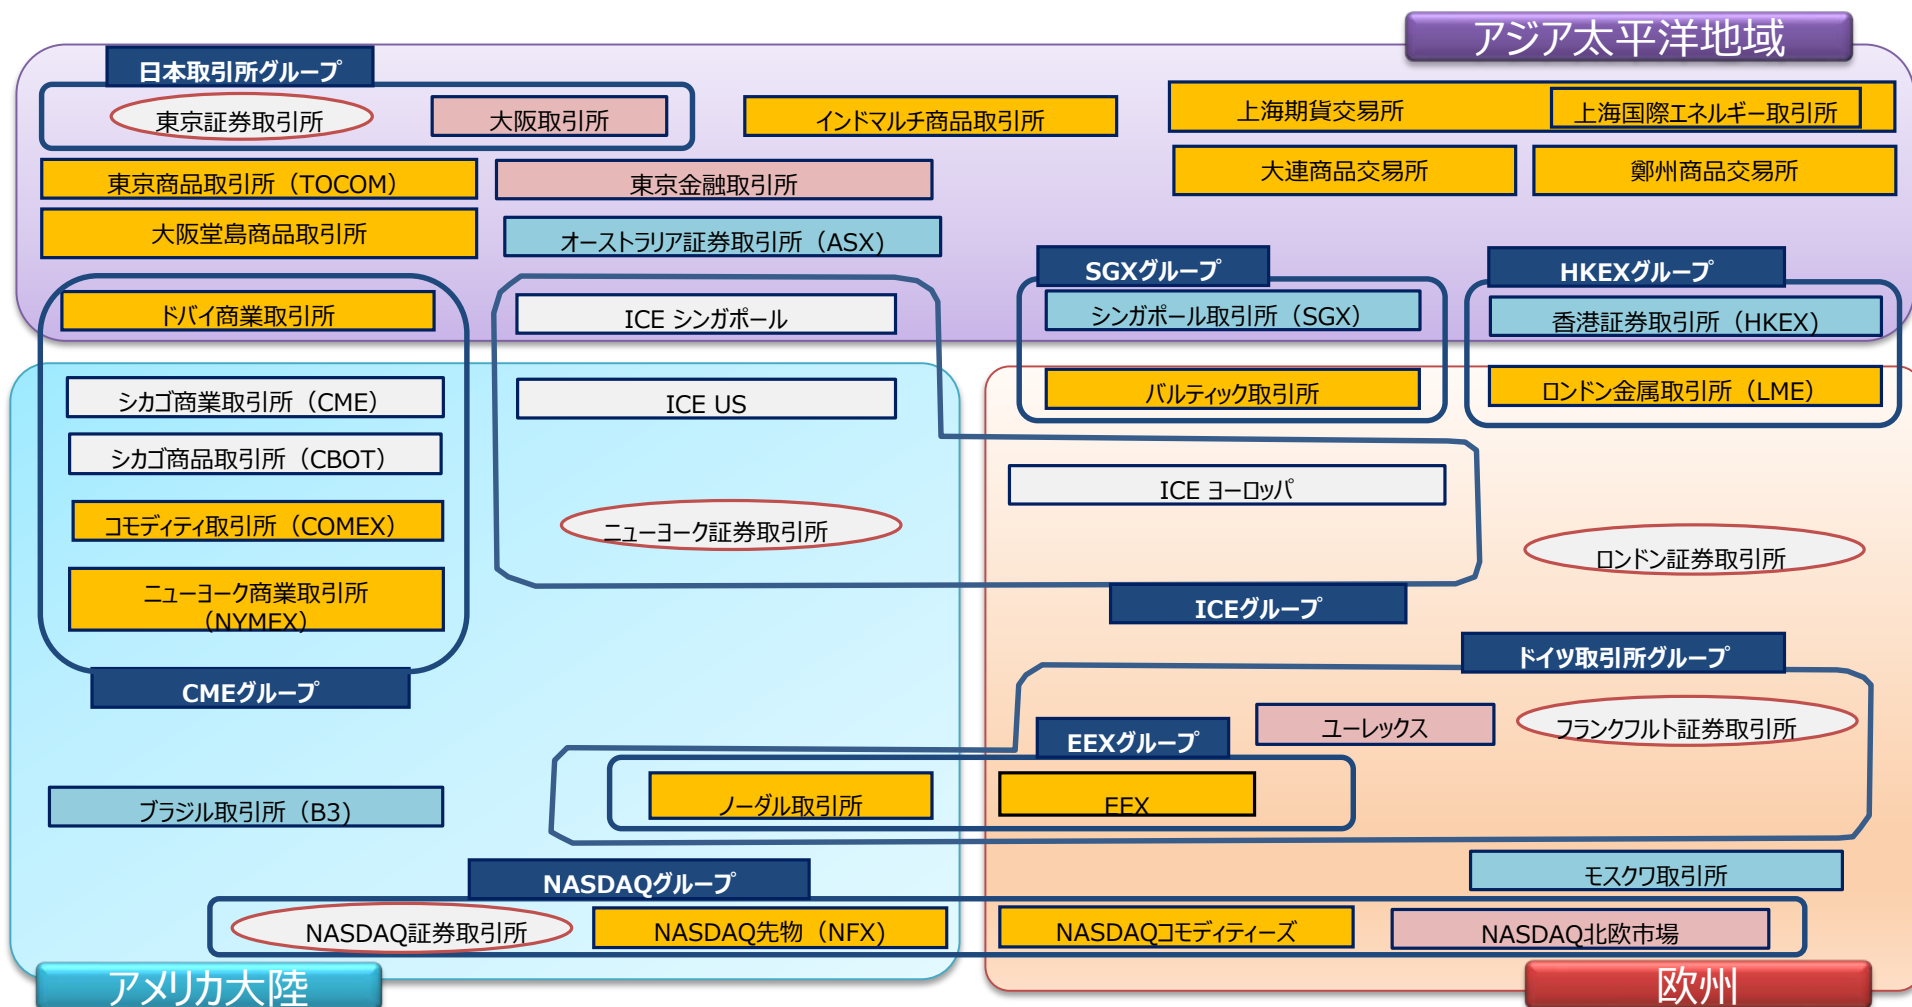 アジア太平洋地域
日本取引所グループ
東京証券取引所
大阪取引所
インドマルチ商品取引所
上海期貨交易所
上海国際エネルギー取引所
東京商品取引所（TOCOM）
東京金融取引所
大連商品交易所
鄭州商品交易所
大阪堂島商品取引所
オーストラリア証券取引所（ASX）
SGXグループ
HKEXグループ
ドバイ商業取引所
ICE シンガポール
シンガポール取引所（SGX）
香港証券取引所（HKEX）
シカゴ商業取引所（CME）
ICE US
バルティック取引所
ロンドン金属取引所（LME）
シカゴ商品取引所（CBOT）
ICE ヨーロッパ
コモディティ取引所（COMEX）
ニューヨーク証券取引所
ロンドン証券取引所
ニューヨーク商業取引所
（NYMEX）
ICEグループ
ドイツ取引所グループ
CMEグループ
ユーレックス
フランクフルト証券取引所
EEXグループ
ブラジル取引所（B3）
ノーダル取引所
EEX
NASDAQグループ
モスクワ取引所
NASDAQ証券取引所
NASDAQ先物（NFX）
NASDAQコモディティーズ
NASDAQ北欧市場
アメリカ大陸
欧州